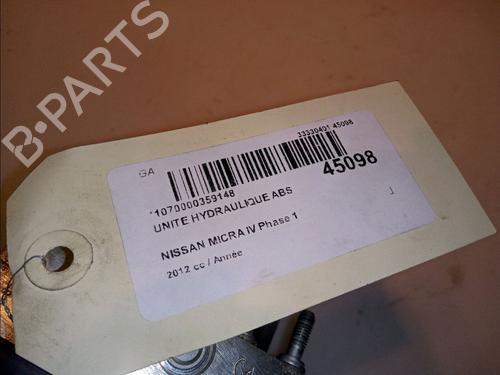 B-PARTS
GA
33330401 45098
45098
*1070000359148
UNITE HYDRAULIQUE ABS
NISSAN MICRA IV Phase 1
2012 cc / Année
J